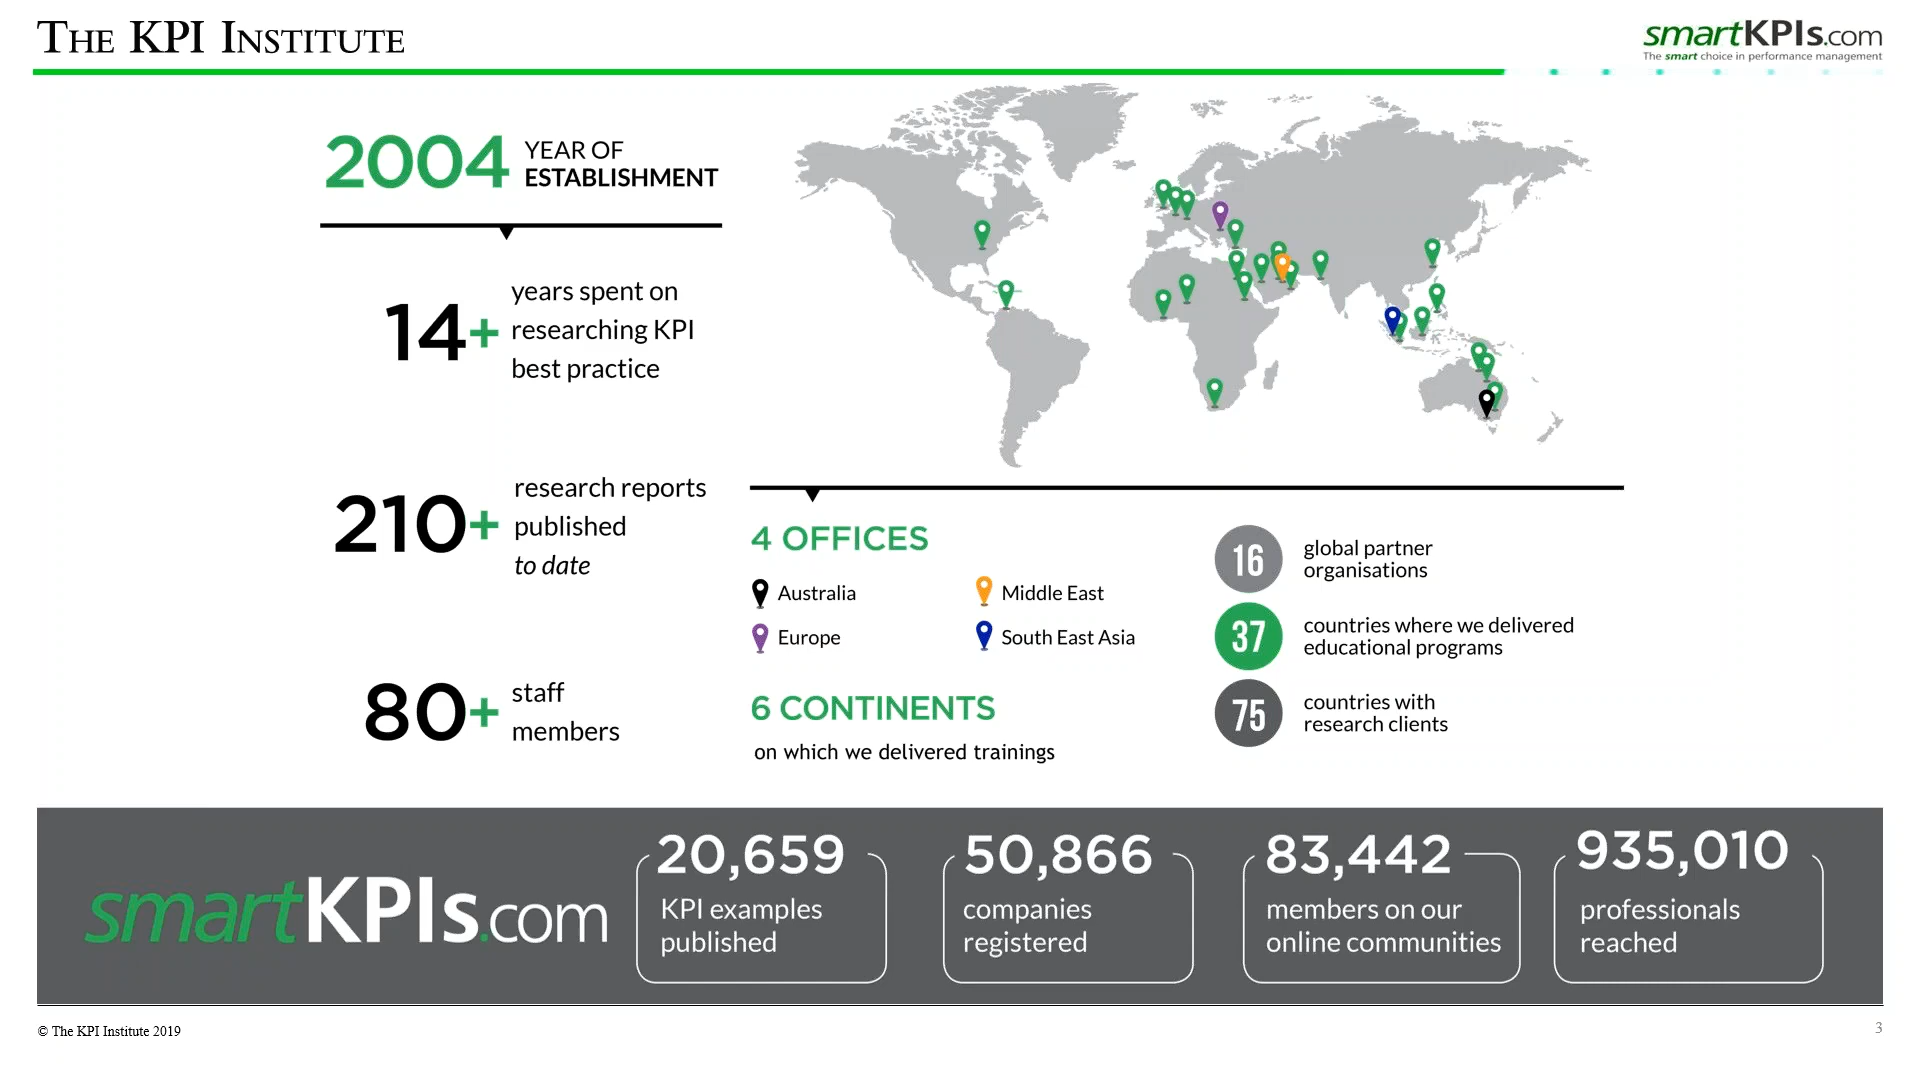 THE KPI INSTITUTE
smartKPIs.com
The smart choice in performance management
2004
YEAR OF
ESTABLISHMENT
14+
years spent on
researching KPI
best practice
210+
research reports
published
to date
80+
staff
members
4 OFFICES
Australia
Middle East
Europe
South East Asia
6 CONTINENTS
on which we delivered trainings
16
global partner
organisations
37
countries where we delivered
educational programs
75
countries with
research clients
smartKPIs.com
20,659
KPI examples
published
50,866
companies
registered
83,442
members on our
online communities
935,010
professionals
reached
© The KPI Institute 2019
3